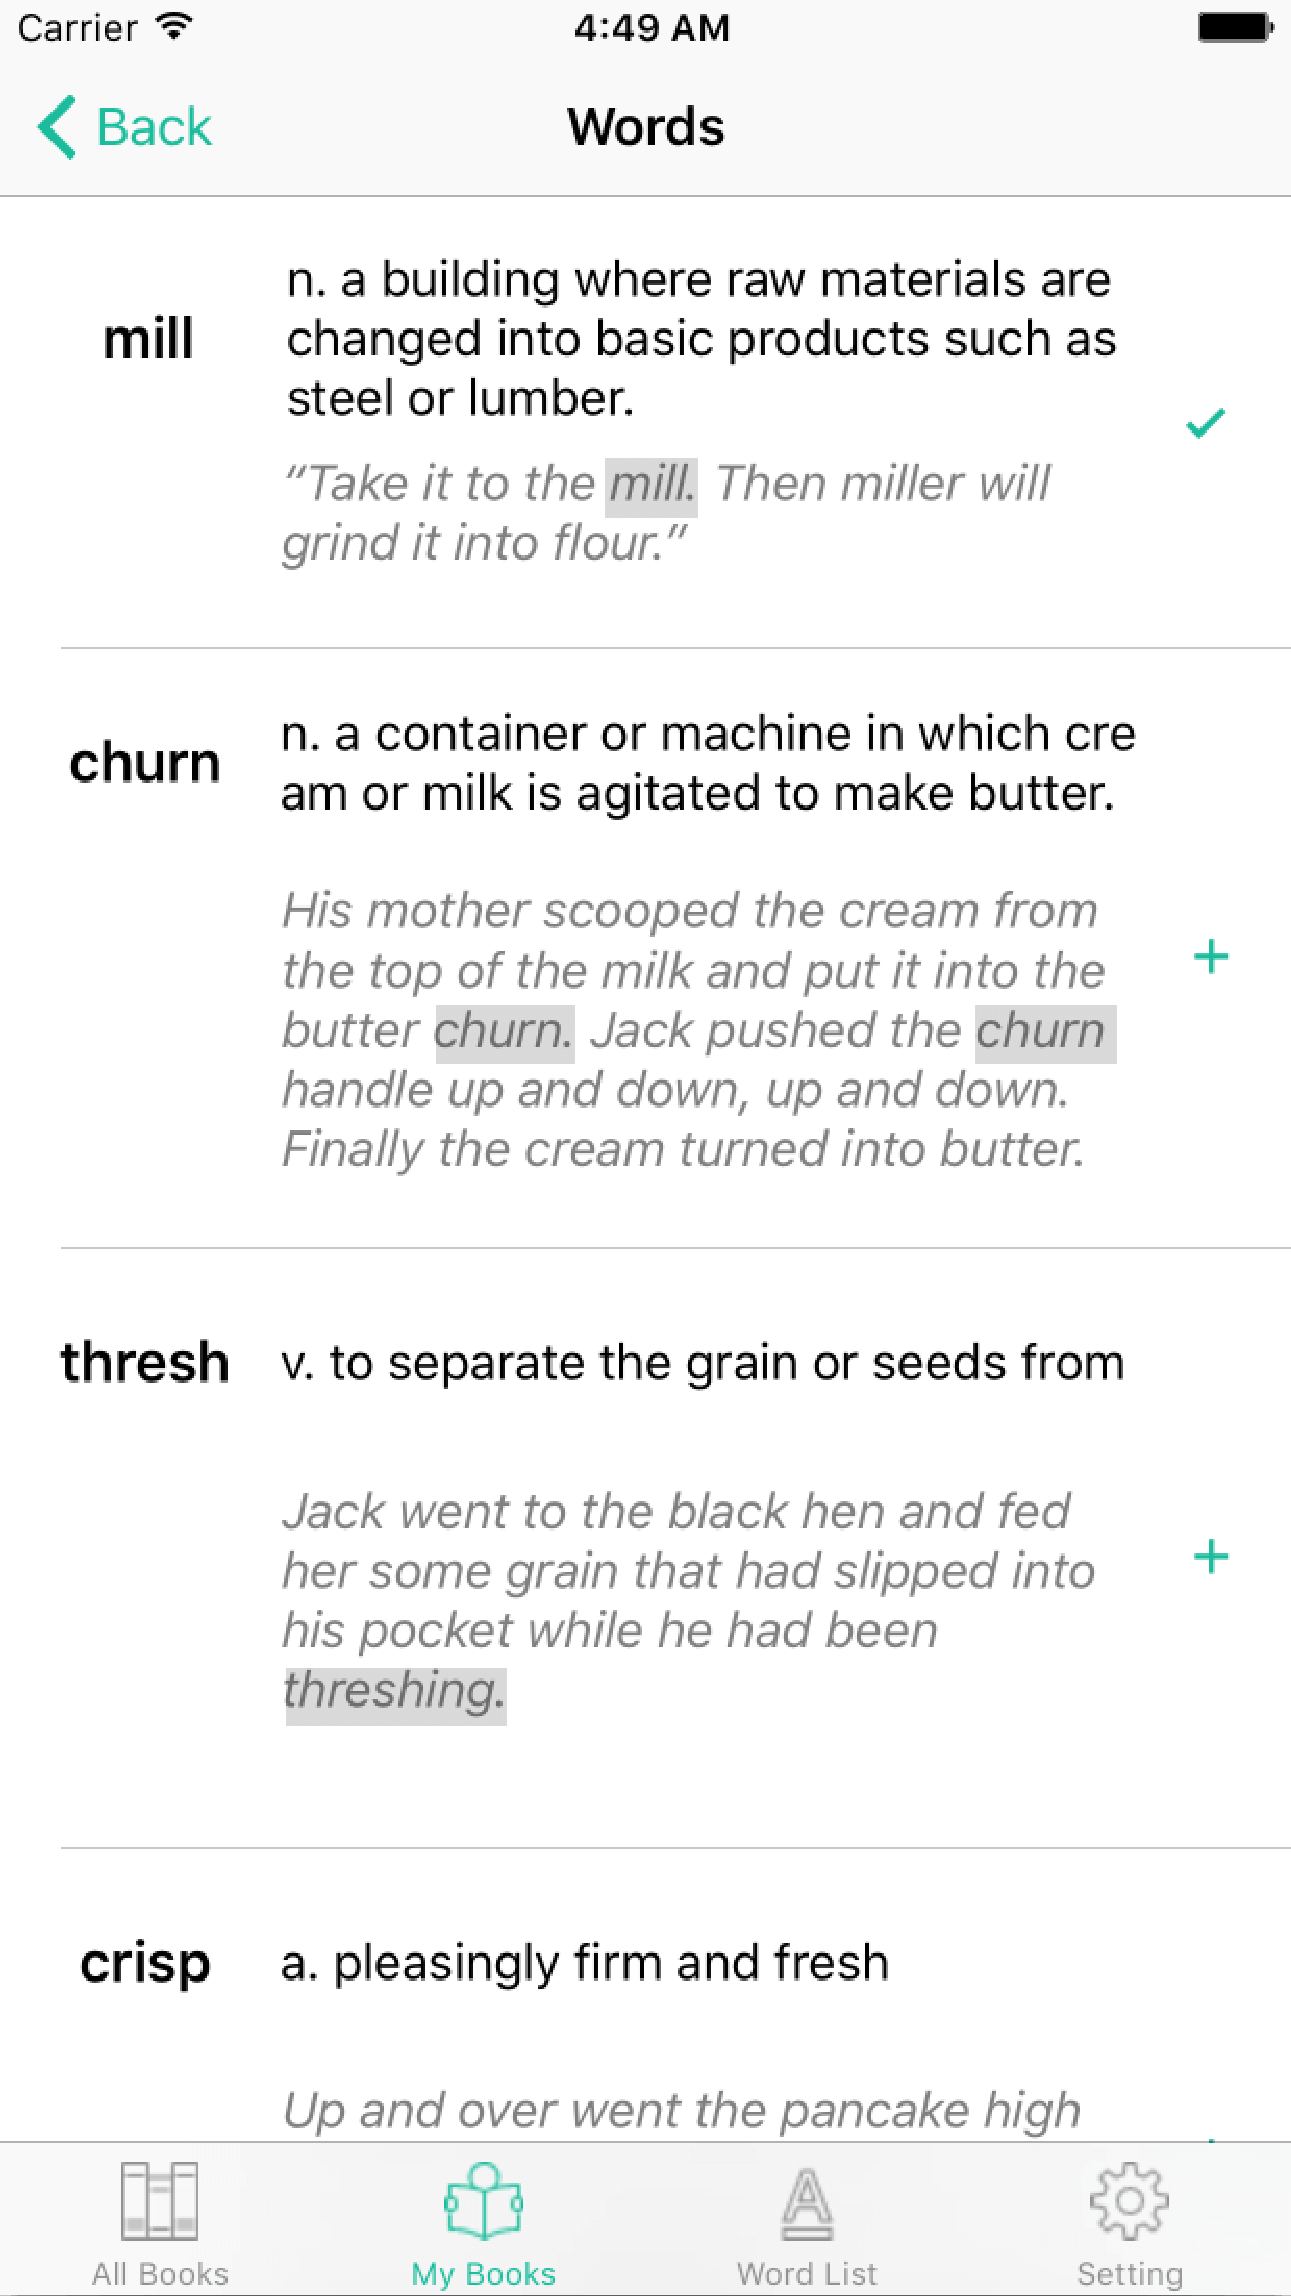 Carrier 4:49 AM
Back Words
mill
n. a building where raw materials are
changed into basic products such as
steel or lumber.
“Take it to the mill. Then miller will
grind it into flour.”
churn
n. a container or machine in which cre
am or milk is agitated to make butter.
His mother scooped the cream from
the top of the milk and put it into the
butter churn. Jack pushed the churn
handle up and down, up and down.
Finally the cream turned into butter.
thresh
v. to separate the grain or seeds from
Jack went to the black hen and fed
her some grain that had slipped into
his pocket while he had been
threshing.
crisp
a. pleasingly firm and fresh
Up and over went the pancake high
All Books My Books Word List Setting